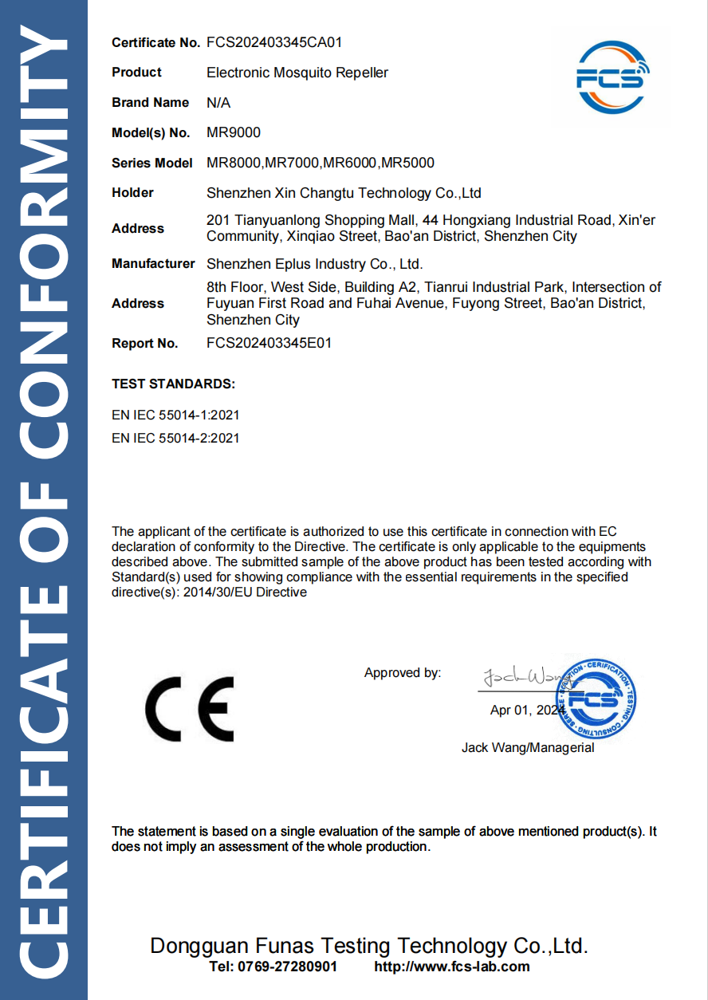 CERTIFICATE OF CONFORMITY
Certificate No. FCS202403345CA01
FCS
Product Electronic Mosquito Repeller
Brand Name N/A
Model(s) No. MR9000
Series Model MR8000,MR7000,MR6000,MR5000
Holder Shenzhen Xin Changtu Technology Co.,Ltd
Address 201 Tianyuanlong Shopping Mall, 44 Hongxiang Industrial Road, Xin'er
Community, Xinqiao Street, Bao'an District, Shenzhen City
Manufacturer Shenzhen Eplus Industry Co., Ltd.
Address 8th Floor, West Side, Building A2, Tianrui Industrial Park, Intersection of
Fuyuan First Road and Fuhai Avenue, Fuyong Street, Bao'an District,
Shenzhen City
Report No. FCS202403345E01
TEST STANDARDS:
EN IEC 55014-1:2021
EN IEC 55014-2:2021
The applicant of the certificate is authorized to use this certificate in connection with EC
declaration of conformity to the Directive. The certificate is only applicable to the equipments
described above. The submitted sample of the above product has been tested according with
Standard(s) used for showing compliance with the essential requirements in the specified
directive(s): 2014/30/EU Directive
CE
Approved by: Jack Wang
Apr 01, 2024
FCS
CERIFICATION · TESTING · CONSULTING · SERVICE
Jack Wang/Managerial
The statement is based on a single evaluation of the sample of above mentioned product(s). It
does not imply an assessment of the whole production.
Dongguan Funas Testing Technology Co.,Ltd.
Tel: 0769-27280901 http://www.fcs-lab.com